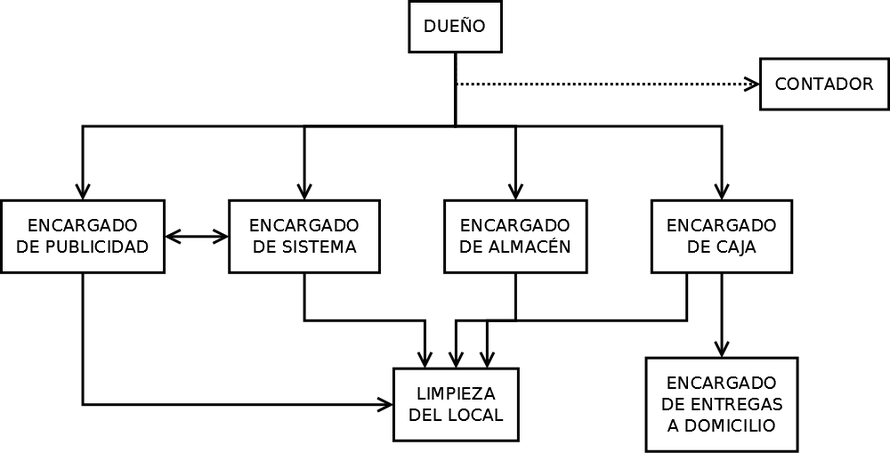 DUEÑO
CONTADOR
ENCARGADO
DE PUBLICIDAD
ENCARGADO
DE SISTEMA
ENCARGADO
DE ALMACÉN
ENCARGADO
DE CAJA
LIMPIEZA
DEL LOCAL
ENCARGADO
DE ENTREGAS
A DOMICILIO